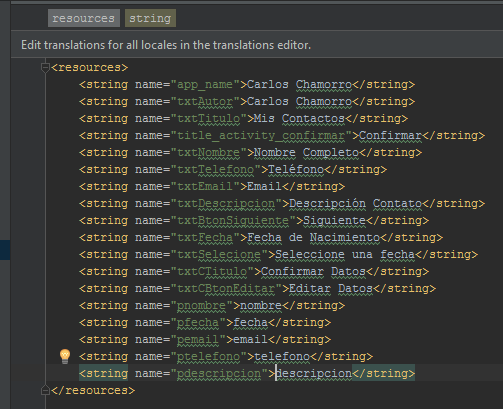 resources string
Edit translations for all locales in the translations editor.
<resources>
<string name="app_name">Carlos Chamorro</string>
<string name="txtAutor">Carlos Chamorro</string>
<string name="txtTitulo">Mis Contactos</string>
<string name="title_activity_confirmar">Confirmar</string>
<string name="txtNombre">Nombre Completo</string>
<string name="txtTelefono">Teléfono</string>
<string name="txtEmail">Email</string>
<string name="txtDescripcion">Descripción Contato</string>
<string name="txtBtonSiguiente">Siguiente</string>
<string name="txtFecha">Fecha de Nacimiento</string>
<string name="txtSelecione">Seleccione una fecha</string>
<string name="txtCTitulo">Confirmar Datos</string>
<string name="txtCBtonEditar">Editar Datos</string>
<string name="pnombre">nombre</string>
<string name="pfecha">fecha</string>
<string name="pemail">email</string>
<string name="ptelefono">telefono</string>
<string name="pdescripcion">descripcion</string>
</resources>